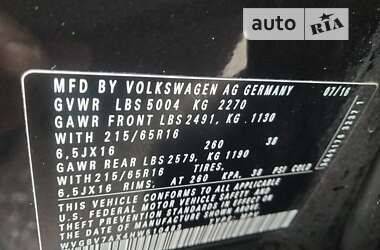 auto RIA
MFD BY VOLKSWAGEN AG GERMANY 07/16
GVWR LBS 5004 KG 2270
GAWR FRONT LBS 2491, KG 1130
WITH 215/65R16
6,5JX16 260 38
GAWR REAR LBS 2579, KG 1190
WITH 215/65R16 TIRES,
6,5JX16 RIMS, AT 260 KPA, 38 PSI COLD
THIS VEHICLE CONFORMS TO ALL APPLICABLE
U.S. FEDERAL MOTOR VEHICLE SAFETY